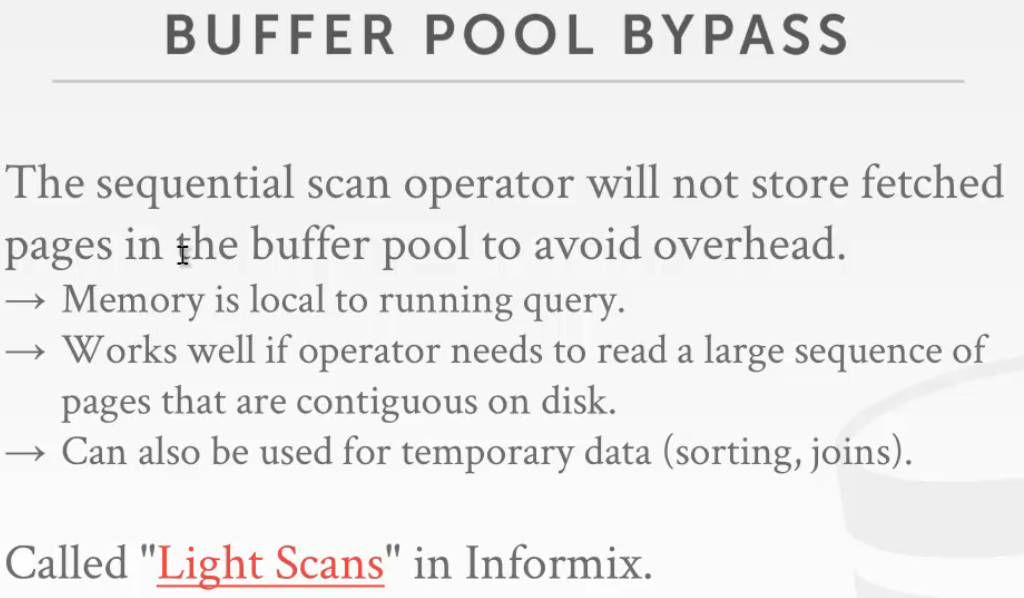 BUFFER POOL BYPASS
The sequential scan operator will not store fetched
pages in the buffer pool to avoid overhead.
→ Memory is local to running query.
→ Works well if operator needs to read a large sequence of
pages that are contiguous on disk.
→ Can also be used for temporary data (sorting, joins).
Called "Light Scans" in Informix.